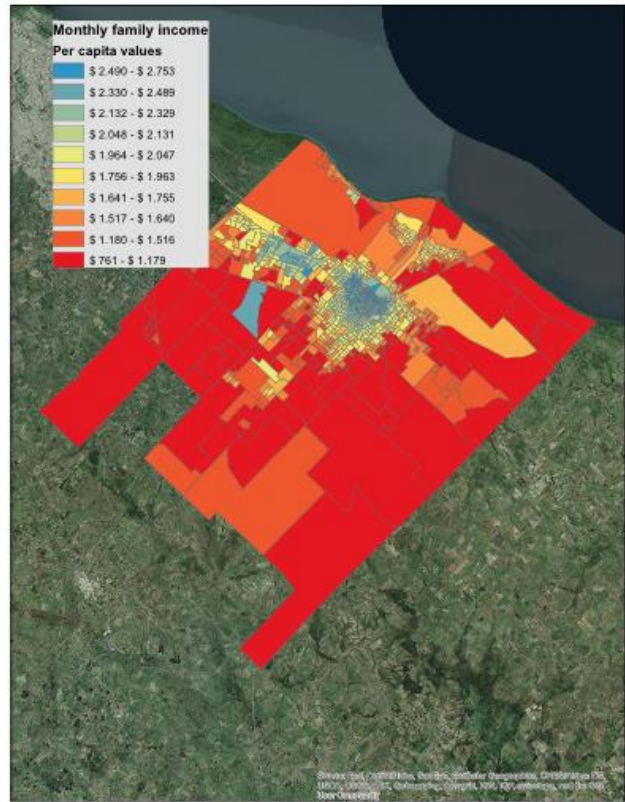 Monthly family income
Per capita values
$ 2.490 - $ 2.753
$ 2.330 - $ 2.489
$ 2.132 - $ 2.329
$ 2.048 - $ 2.131
$ 1.964 - $ 2.047
$ 1.756 - $ 1.963
$ 1.641 - $ 1.755
$ 1.517 - $ 1.640
$ 1.180 - $ 1.516
$ 761 - $ 1.179